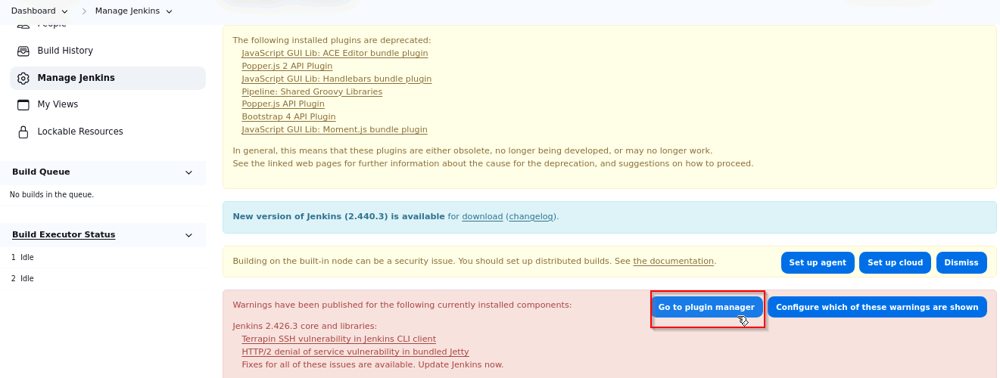 Dashboard Manage Jenkins
People
Build History
Manage Jenkins
My Views
Lockable Resources
Build Queue
No builds in the queue.
Build Executor Status
1 Idle
2 Idle
The following installed plugins are deprecated:
JavaScript GUI Lib: ACE Editor bundle plugin
Popper.js 2 API Plugin
JavaScript GUI Lib: Handlebars bundle plugin
Pipeline: Shared Groovy Libraries
Popper.js API Plugin
Bootstrap 4 API Plugin
JavaScript GUI Lib: Moment.js bundle plugin
In general, this means that these plugins are either obsolete, no longer being developed, or may no longer work.
See the linked web pages for further information about the cause for the deprecation, and suggestions on how to proceed.
New version of Jenkins (2.440.3) is available for download (changelog).
Building on the built-in node can be a security issue. You should set up distributed builds. See the documentation.
Set up agent Set up cloud Dismiss
Warnings have been published for the following currently installed components:
Go to plugin manager Configure which of these warnings are shown
Jenkins 2.426.3 core and libraries:
Terrapin SSH vulnerability in Jenkins CLI client
HTTP/2 denial of service vulnerability in bundled Jetty
Fixes for all of these issues are available. Update Jenkins now.